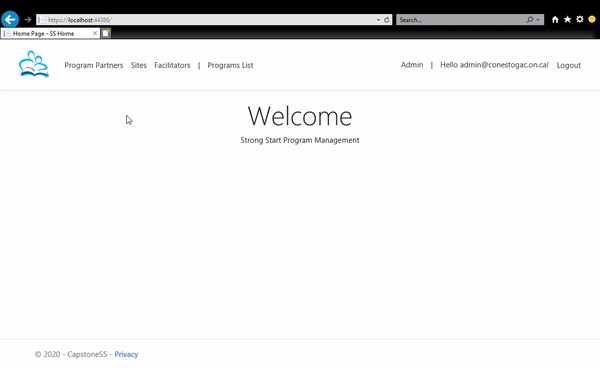 https://localhost:44386/
Search...
Home Page - SS Home
Program Partners Sites Facilitators | Programs List Admin | Hello admin@conestogac.on.ca! Logout
Welcome
Strong Start Program Management
© 2020 - CapstoneSS - Privacy